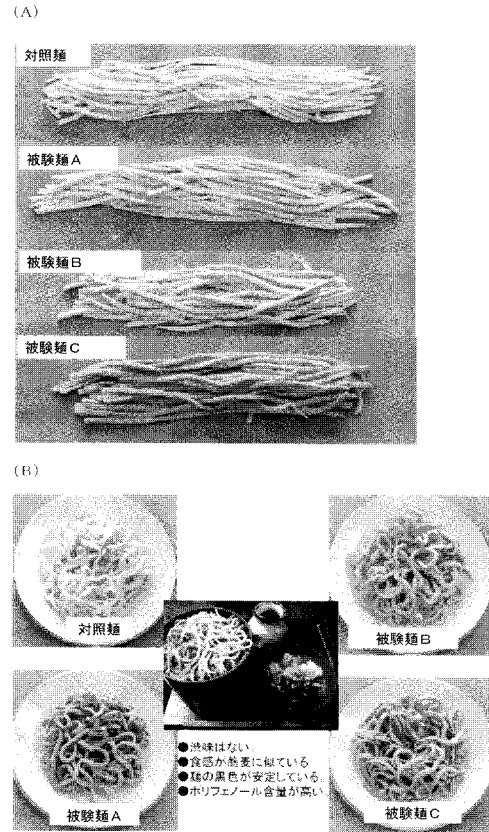 (A)
対照麺
被験麺A
被験麺B
被験麺C
(B)
対照麺
被験麺B
●渋味はない
●食感が蕎麦に似ている
●麺の黒色が安定している
●ポリフェノール含量が高い
被験麺A
被験麺C